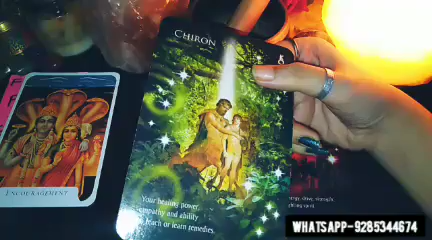 CHIRON
Your healing power,
empathy and ability
to teach or learn remedies.
ENCOURAGEMENT
WHATSAPP-9285344674